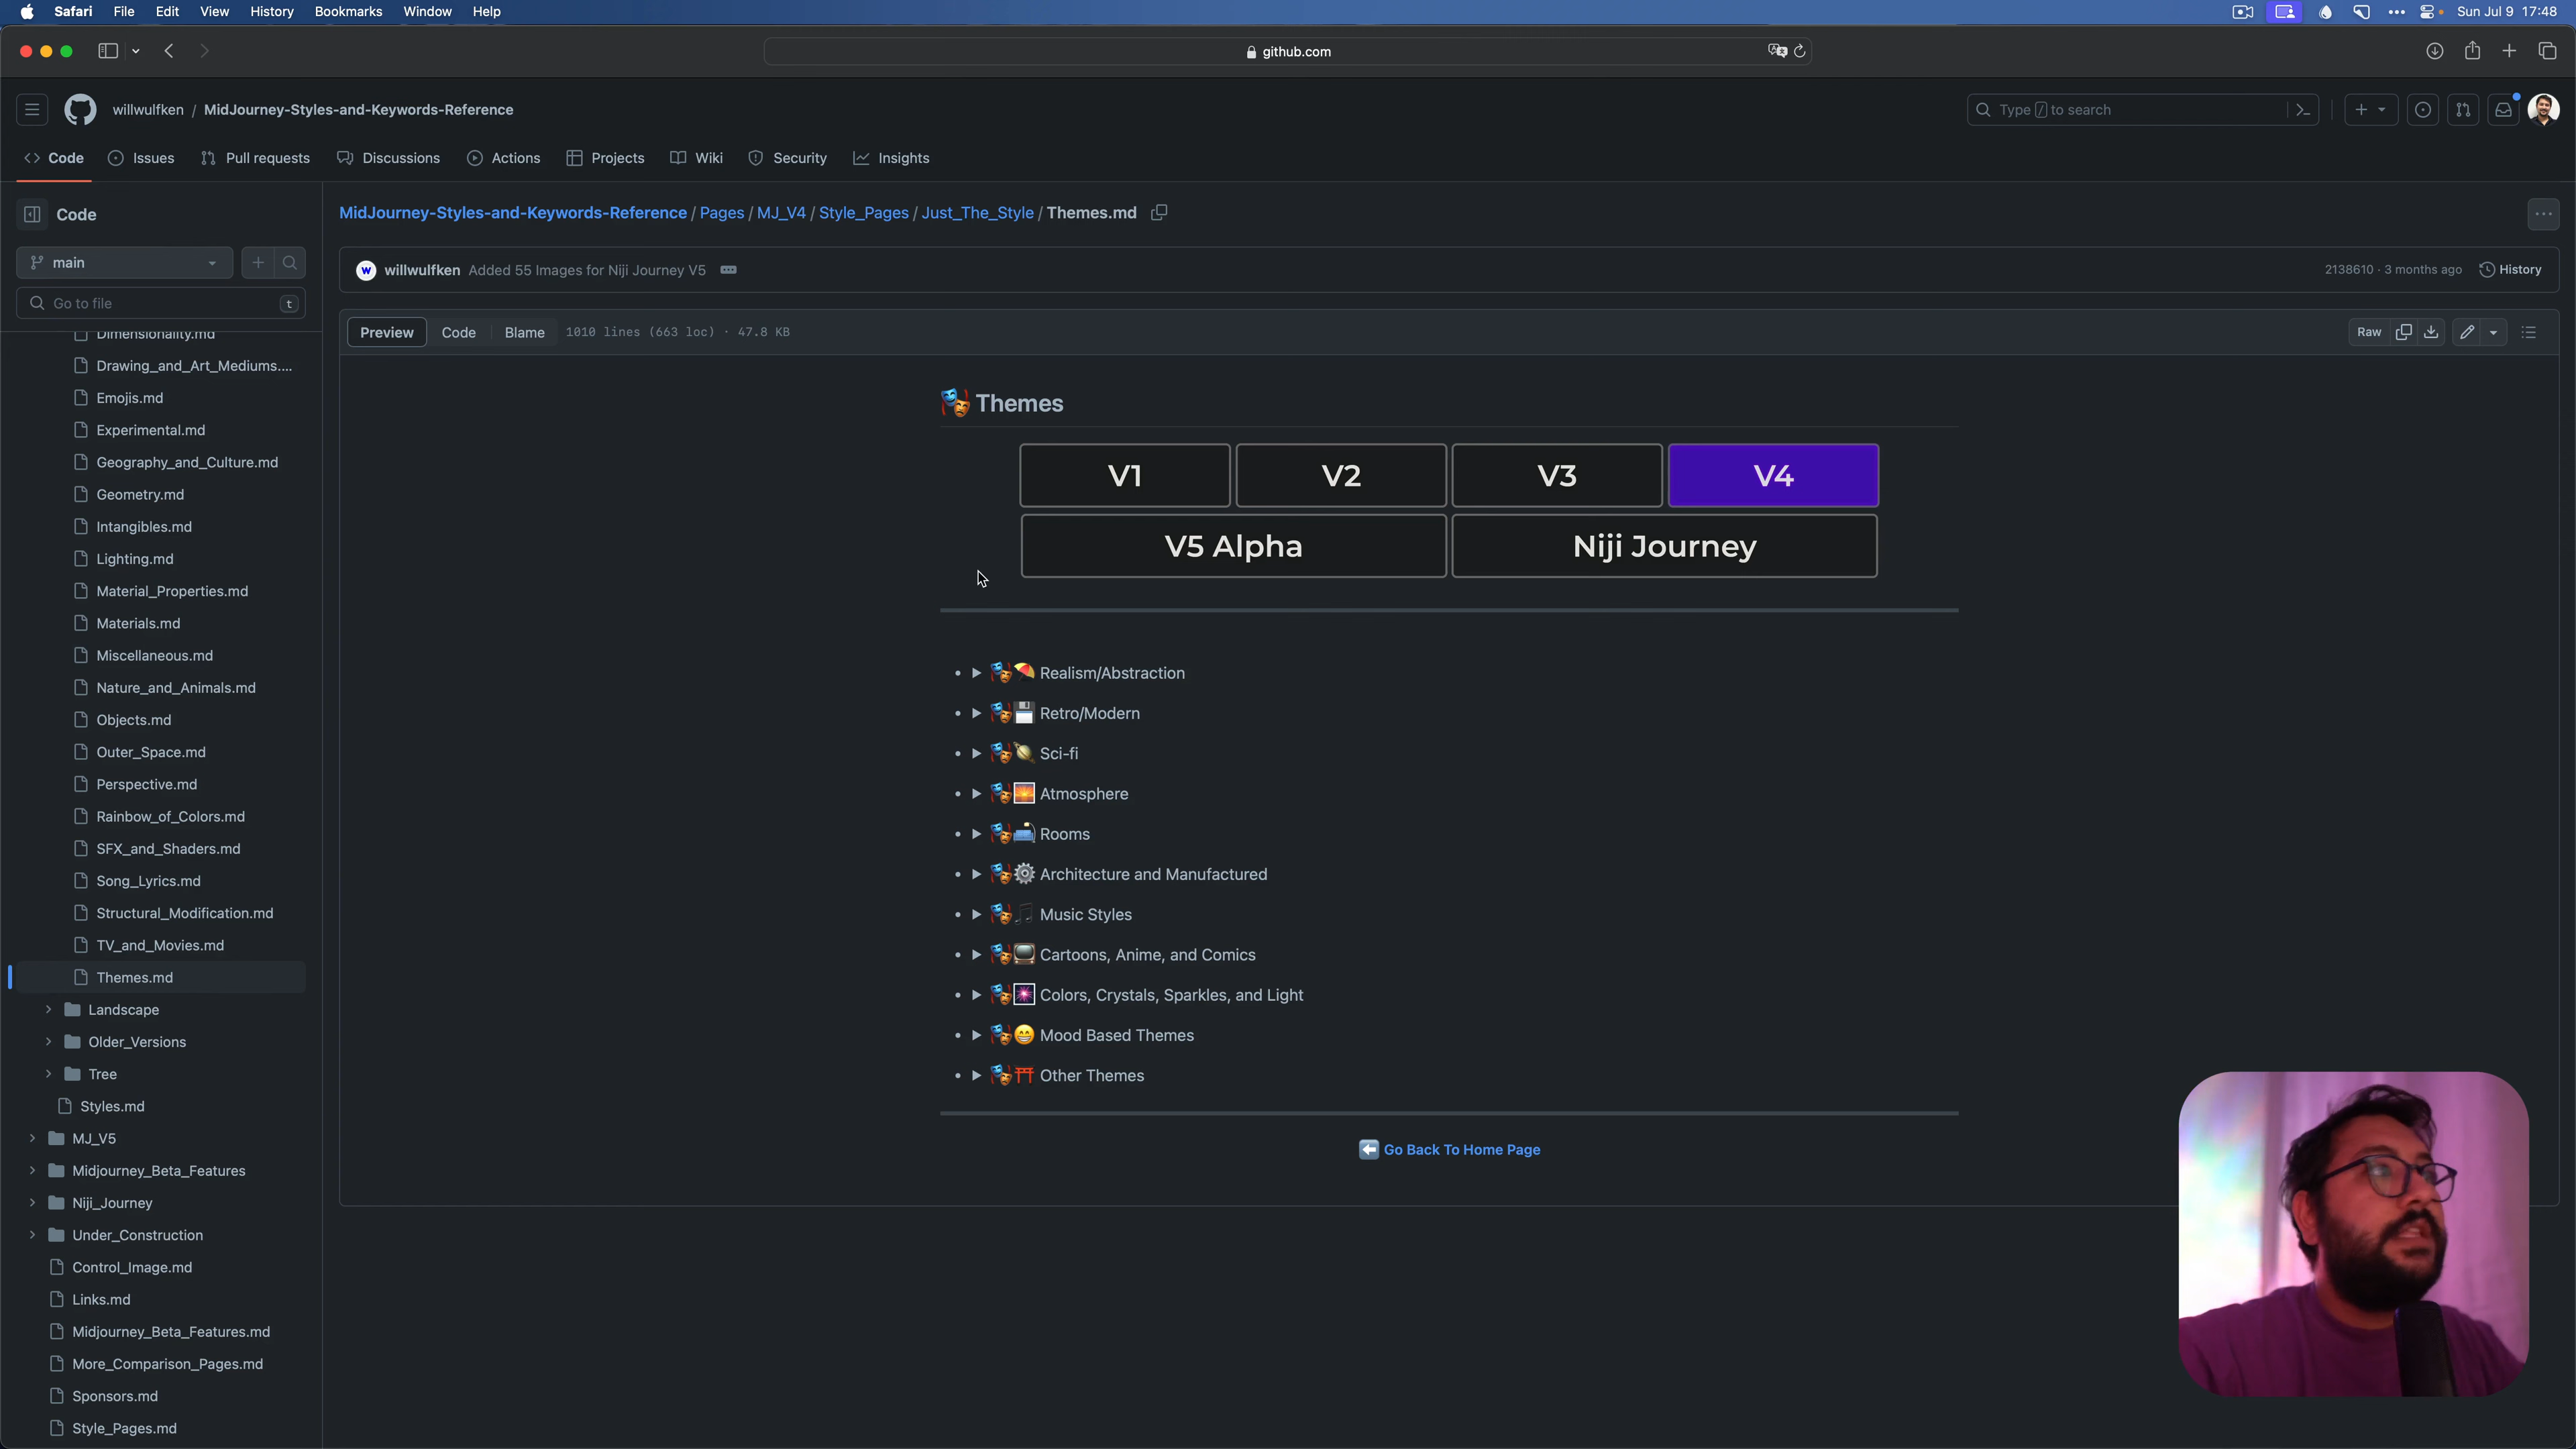 Safari File Edit View History Bookmarks Window Help
Sun Jul 9 17:48
github.com
willwulfken / MidJourney-Styles-and-Keywords-Reference
Type / to search
Code Issues Pull requests Discussions Actions Projects Wiki Security Insights
Code
main
Go to file t
Dimensionality.md
Drawing_and_Art_Mediums....
Emojis.md
Experimental.md
Geography_and_Culture.md
Geometry.md
Intangibles.md
Lighting.md
Material_Properties.md
Materials.md
Miscellaneous.md
Nature_and_Animals.md
Objects.md
Outer_Space.md
Perspective.md
Rainbow_of_Colors.md
SFX_and_Shaders.md
Song_Lyrics.md
Structural_Modification.md
TV_and_Movies.md
Themes.md
Landscape
Older_Versions
Tree
Styles.md
MJ_V5
Midjourney_Beta_Features
Niji_Journey
Under_Construction
Control_Image.md
Links.md
Midjourney_Beta_Features.md
More_Comparison_Pages.md
Sponsors.md
Style_Pages.md
MidJourney-Styles-and-Keywords-Reference / Pages / MJ_V4 / Style_Pages / Just_The_Style / Themes.md
W willwulfken Added 55 Images for Niji Journey V5
2138610 · 3 months ago History
Preview Code Blame 1010 lines (663 loc) · 47.8 KB
Raw
Themes
V1 V2 V3 V4
V5 Alpha Niji Journey
Realism/Abstraction
Retro/Modern
Sci-fi
Atmosphere
Rooms
Architecture and Manufactured
Music Styles
Cartoons, Anime, and Comics
Colors, Crystals, Sparkles, and Light
Mood Based Themes
Other Themes
Go Back To Home Page